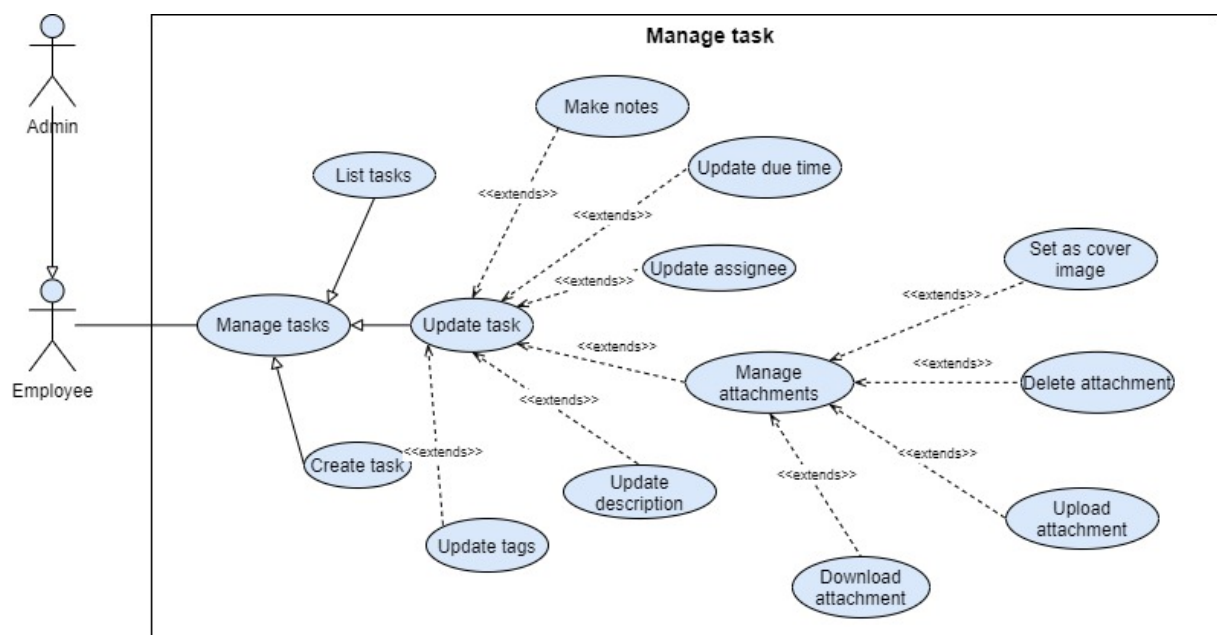 Manage task
Admin
Make notes
List tasks
Update due time
<<extends>>
<<extends>>
Update assignee
<<extends>>
Set as cover
image
<<extends>>
Employee
Manage tasks
Update task
<<extends>>
Manage
attachments
<<extends>>
Delete attachment
<<extends>>
<<extends>>
Create task
<<extends>>
<<extends>>
Update
description
Upload
attachment
Update tags
Download
attachment